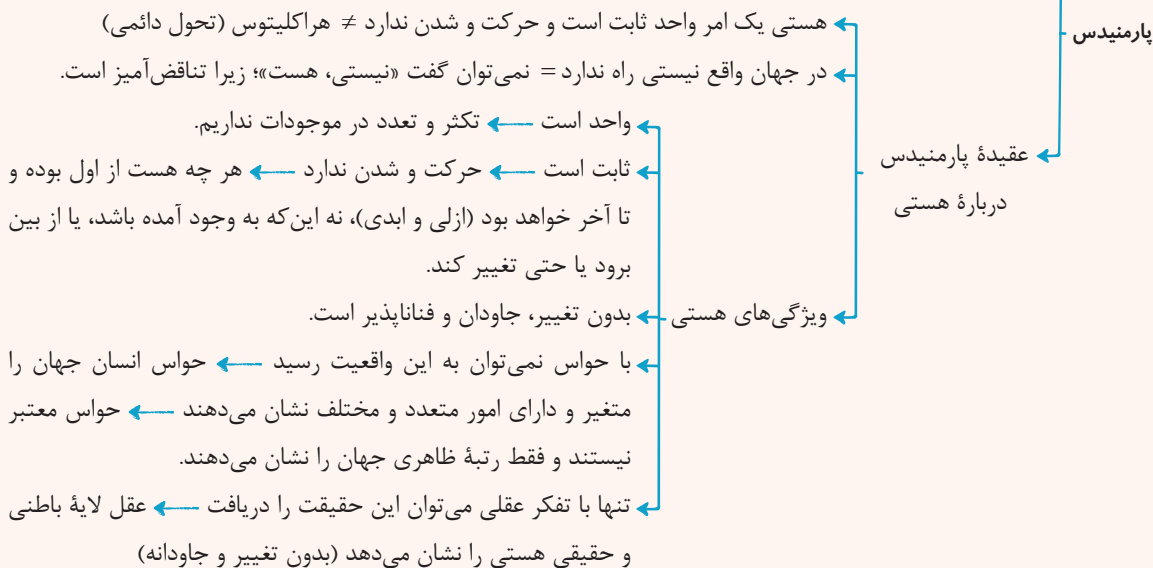 پارمنیدس
هستی یک امر واحد ثابت است و حرکت و شدن ندارد ≠ هراکلیتوس (تحول دائمی)
در جهان واقع نیستی راه ندارد = نمی‌توان گفت «نیستی، هست»؛ زیرا تناقض‌آمیز است.
عقیدهٔ پارمنیدس
دربارهٔ هستی
ویژگی‌های هستی
واحد است ← تکثر و تعدد در موجودات نداریم.
ثابت است ← حرکت و شدن ندارد ← هر چه هست از اول بوده و
تا آخر خواهد بود (ازلی و ابدی)، نه این‌که به وجود آمده باشد، یا از بین
برود یا حتی تغییر کند.
بدون تغییر، جاودان و فناناپذیر است.
با حواس نمی‌توان به این واقعیت رسید ← حواس انسان جهان را
متغیر و دارای امور متعدد و مختلف نشان می‌دهند ← حواس معتبر
نیستند و فقط رتبهٔ ظاهری جهان را نشان می‌دهند.
تنها با تفکر عقلی می‌توان این حقیقت را دریافت ← عقل لایهٔ باطنی
و حقیقی هستی را نشان می‌دهد (بدون تغییر و جاودانه)